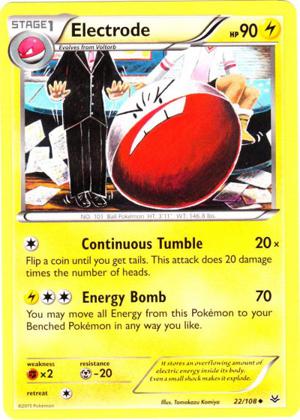 STAGE1 Electrode HP90
Evolves from Voltorb
NO. 101 Ball Pokémon HT: 3'11" WT: 146.8 lbs.
Continuous Tumble 20×
Flip a coin until you get tails. This attack does 20 damage
times the number of heads.
Energy Bomb 70
You may move all Energy from this Pokémon to your
Benched Pokémon in any way you like.
weakness resistance
×2 -20
It stores an overflowing amount of
electric energy inside its body.
Even a small shock makes it explode.
retreat
©2015 Pokémon Illus. Tomokazu Komiya 22/108